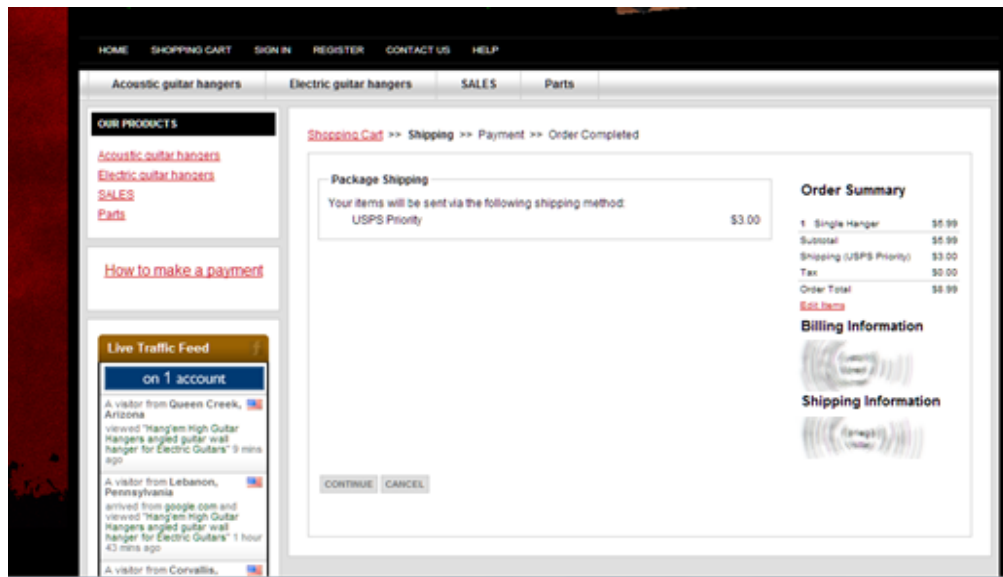 HOME SHOPPING CART SIGN IN REGISTER CONTACT US HELP
Acoustic guitar hangers Electric guitar hangers SALES Parts
OUR PRODUCTS
Acoustic guitar hangers
Electric guitar hangers
SALES
Parts
How to make a payment
Live Traffic Feed
on 1 account
A visitor from Queen Creek,
Arizona
viewed "Hang'em High Guitar
Hangers angled guitar wall
hanger for Electric Guitars" 9 mins
ago
A visitor from Lebanon,
Pennsylvania
arrived from google.com and
viewed "Hang'em High Guitar
Hangers angled guitar wall
hanger for Electric Guitars" 1 hour
43 mins ago
A visitor from Corvallis,
Shopping Cart >> Shipping >> Payment >> Order Completed
Package Shipping
Your items will be sent via the following shipping method:
USPS Priority $3.00
CONTINUE CANCEL
Order Summary
1 Single Hanger $5.99
Subtotal $5.99
Shipping (USPS Priority) $3.00
Tax $0.00
Order Total $8.99
Edit Items
Billing Information
Shipping Information